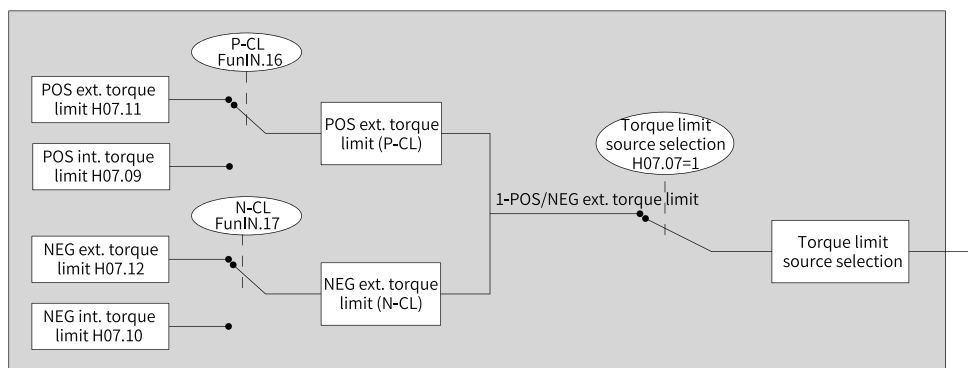 P-CL
FunIN.16
POS ext. torque
limit H07.11
POS ext. torque
limit (P-CL)
POS int. torque
limit H07.09
Torque limit
source selection
H07.07=1
N-CL
FunIN.17
1-POS/NEG ext. torque limit
NEG ext. torque
limit H07.12
Torque limit
source selection
NEG ext. torque
limit (N-CL)
NEG int. torque
limit H07.10